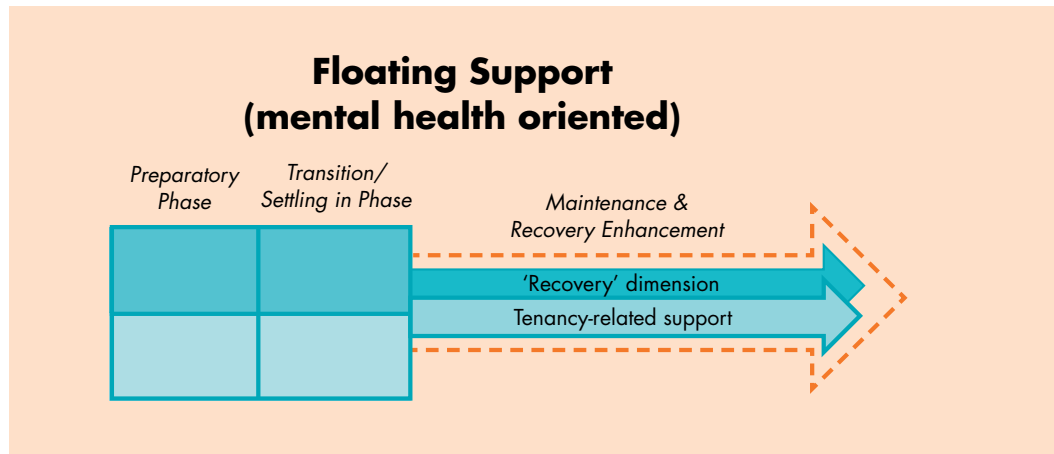 Floating Support
(mental health oriented)
Preparatory
Phase
Transition/
Settling in Phase
Maintenance &
Recovery Enhancement
‘Recovery’ dimension
Tenancy-related support